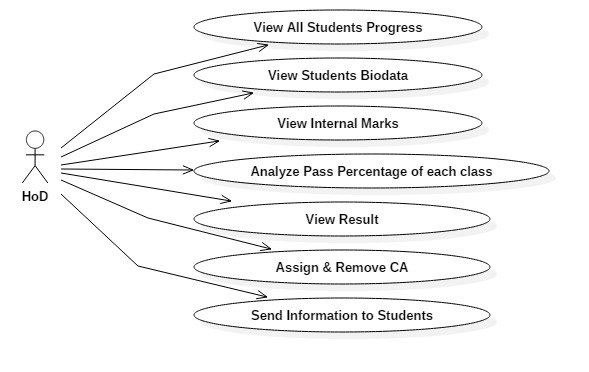 View All Students Progress
View Students Biodata
View Internal Marks
Analyze Pass Percentage of each class
HoD
View Result
Assign & Remove CA
Send Information to Students